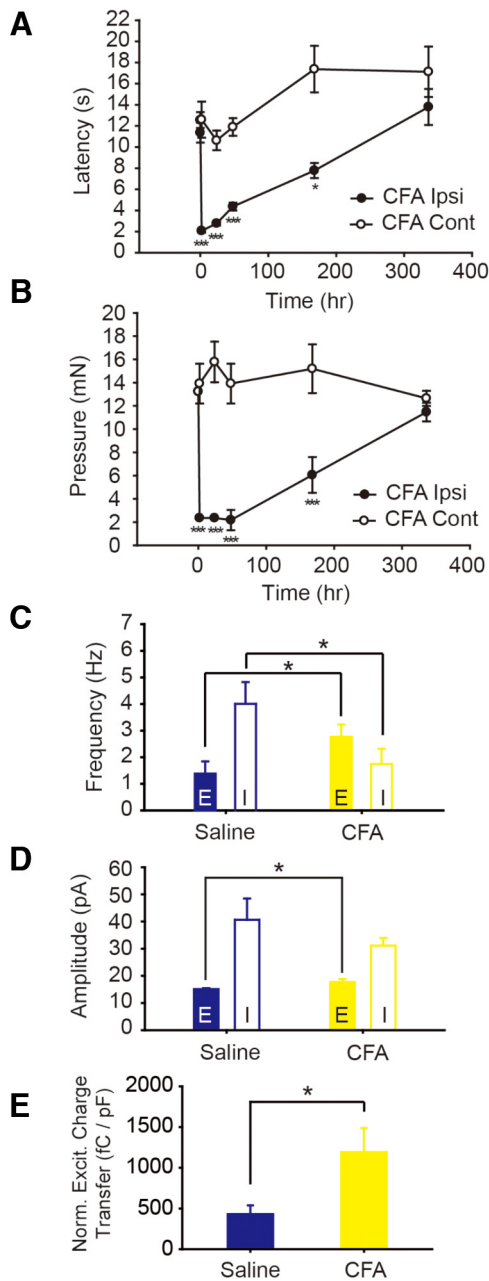 A
Latency (s)
22
20
18
16
14
12
10
8
6
4
2
0
***
***
***
*
CFA Ipsi
CFA Cont
0 100 200 300 400
Time (hr)
B
Pressure (mN)
20
18
16
14
12
10
8
6
4
2
0
***
***
***
***
CFA Ipsi
CFA Cont
0 100 200 300 400
Time (hr)
C
Frequency (Hz)
7
6
5
4
3
2
1
0
*
*
E I E I
Saline CFA
D
Amplitude (pA)
60
50
40
30
20
10
0
*
E I E I
Saline CFA
E
Norm. Excit. Charge
Transfer (fC / pF)
2000
1500
1000
500
0
*
Saline CFA